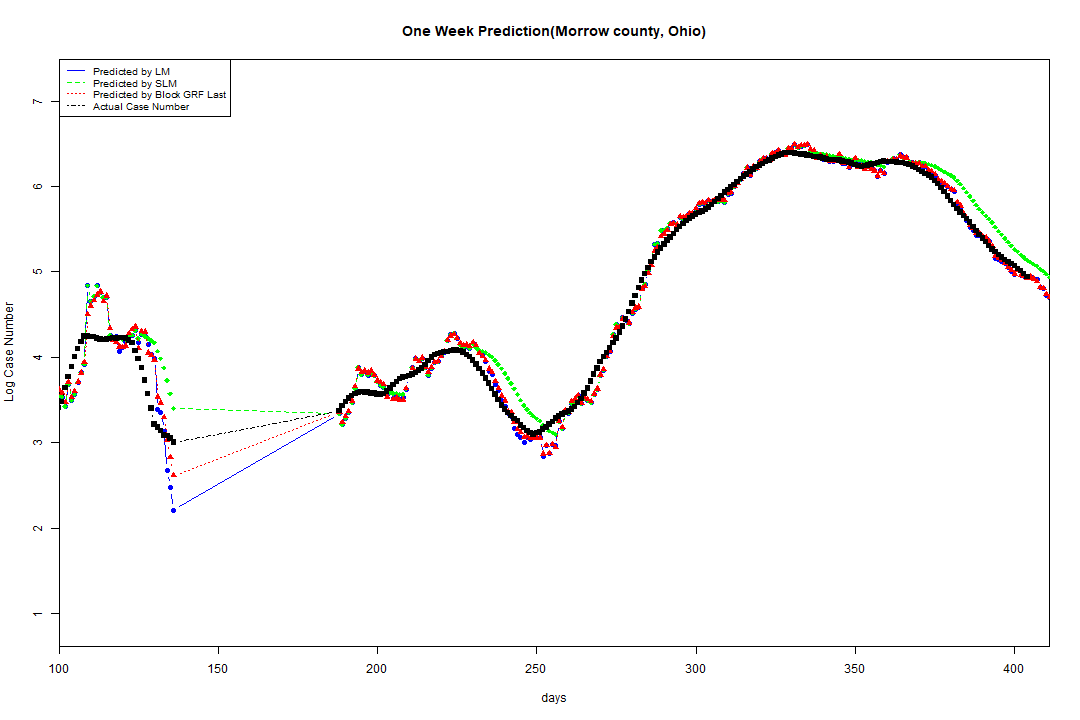 One Week Prediction(Morrow county, Ohio)
Predicted by LM
Predicted by SLM
Predicted by Block GRF Last
Actual Case Number
7
6
5
4
3
2
1
Log Case Number
100 150 200 250 300 350 400
days